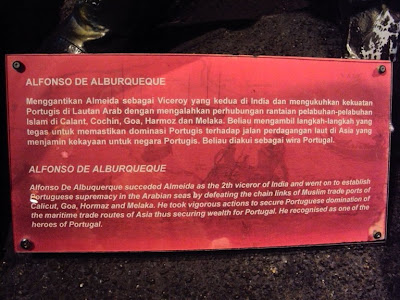 ALFONSO DE ALBURQUEQUE
Menggantikan Almeida sebagai Viceroy yang kedua di India dan mengukuhkan kekuatan
Portugis di Lautan Arab dengan mengalahkan perhubungan rantaian pelabuhan-pelabuhan
Islam di Calant, Cochin, Goa, Harmoz dan Melaka. Beliau mengambil langkah-langkah yang
tegas untuk memastikan dominasi Portugis terhadap jalan perdagangan laut di Asia yang
menjamin kekayaan untuk negara Portugis. Beliau diakui sebagai wira Portugal.
ALFONSO DE ALBURQUEQUE
Alfonso De Albuquerque succeded Almeida as the 2th viceror of India and went on to establish
Portuguese supremacy in the Arabian seas by defeating the chain links of Muslim trade ports of
Calicut, Goa, Hormaz and Melaka. He took vigorous actions to secure Portuguese domination of
the maritime trade routes of Asia thus securing wealth for Portugal. He recognised as one of the
heroes of Portugal.